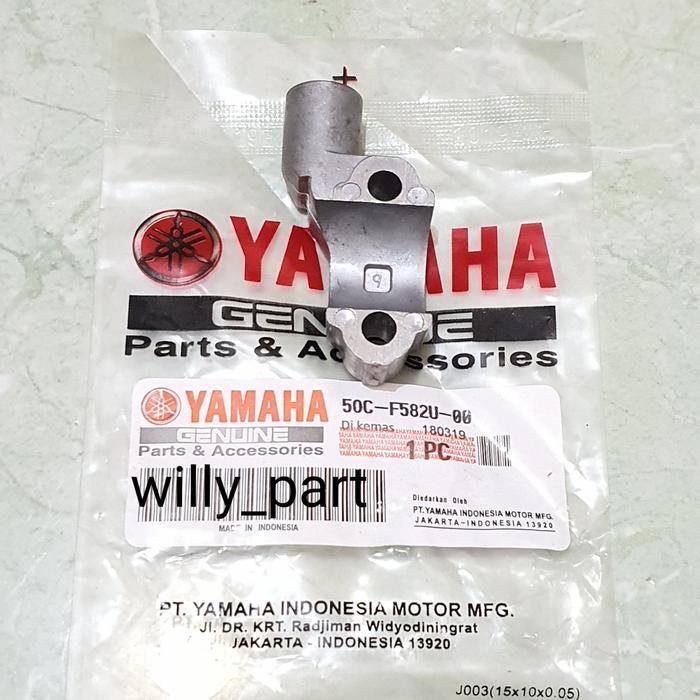 YAMAHA
GENUINE
Parts & Accessories
9
YAMAHA
GENUINE
Parts & Accessories
50C-F582U-00
Di kemas 180319
1 PC
willy_part
MADE IN INDONESIA
Diedarkan Oleh
PT.YAMAHA INDONESIA MOTOR MFG.
JAKARTA-INDONESIA 13920
PT. YAMAHA INDONESIA MOTOR MFG.
Jl. DR. KRT. Radjiman Widyodiningrat
JAKARTA - INDONESIA 13920
J003(15x10x0.05)